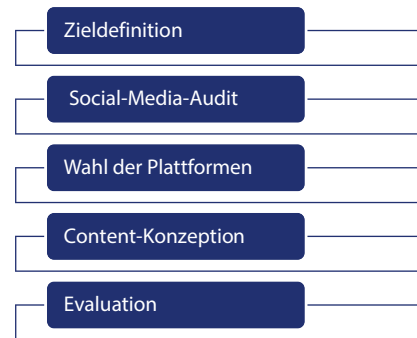 Zieldefinition
Social-Media-Audit
Wahl der Plattformen
Content-Konzeption
Evaluation